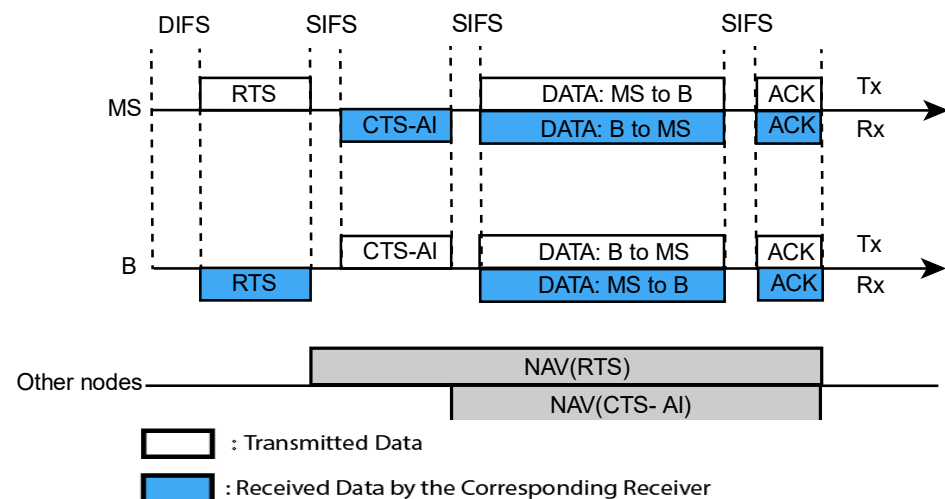 DIFS SIFS SIFS SIFS
RTS DATA: MS to B ACK Tx
MS
CTS-AI DATA: B to MS ACK Rx
CTS-AI DATA: B to MS ACK Tx
B
RTS DATA: MS to B ACK Rx
NAV(RTS)
Other nodes
NAV(CTS- AI)
: Transmitted Data
: Received Data by the Corresponding Receiver